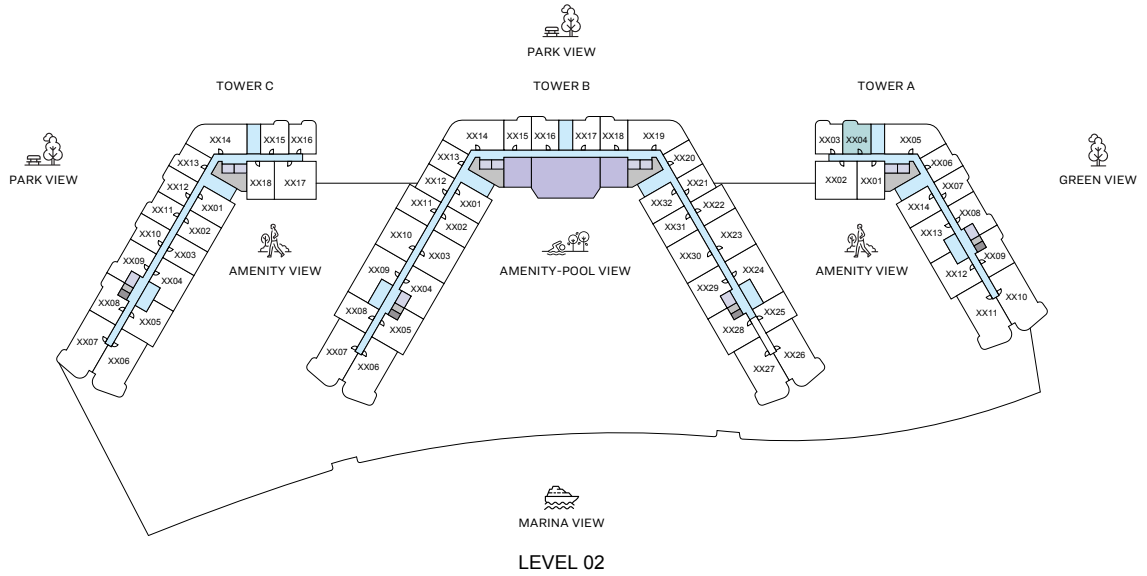 PARK VIEW
TOWER C
TOWER B
TOWER A
PARK VIEW
GREEN VIEW
XX14
XX15
XX16
XX13
XX12
XX11
XX10
XX09
XX08
XX07
XX06
XX05
XX04
XX03
XX02
XX01
XX18
XX17
XX14
XX15
XX16
XX17
XX18
XX19
XX13
XX12
XX11
XX10
XX09
XX08
XX07
XX06
XX05
XX04
XX03
XX02
XX01
XX20
XX21
XX22
XX23
XX24
XX25
XX26
XX27
XX28
XX29
XX30
XX31
XX32
XX03
XX04
XX05
XX02
XX01
XX06
XX07
XX08
XX09
XX10
XX11
XX12
XX13
XX14
AMENITY VIEW
AMENITY-POOL VIEW
AMENITY VIEW
MARINA VIEW
LEVEL 02